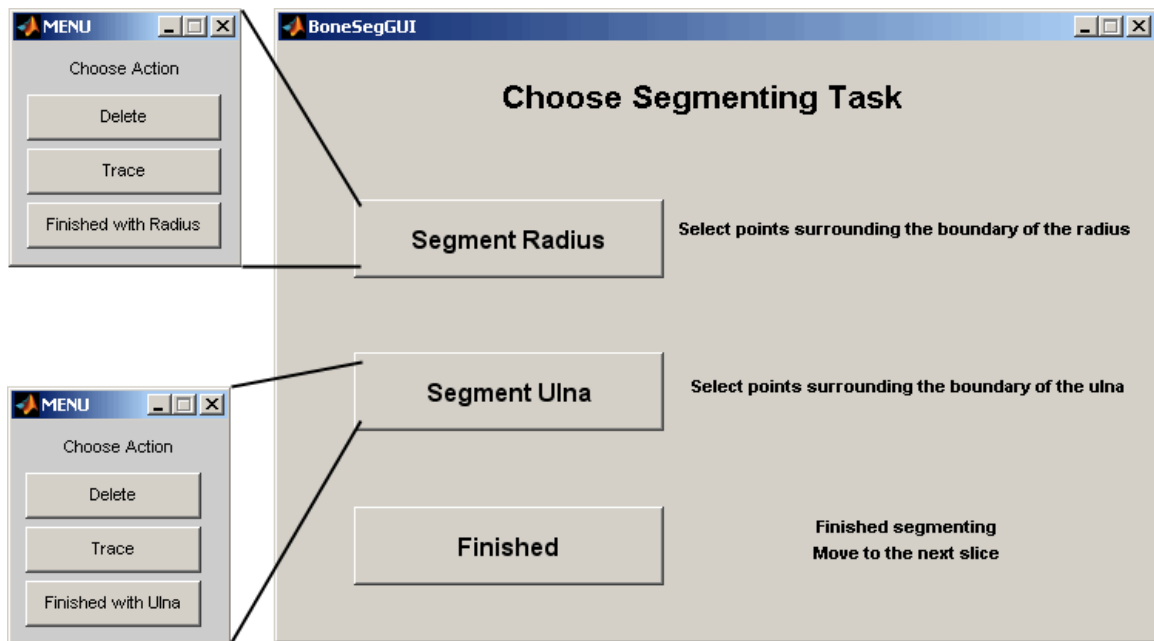 MENU
Choose Action
Delete
Trace
Finished with Radius
BoneSegGUI
Choose Segmenting Task
Segment Radius
Select points surrounding the boundary of the radius
Segment Ulna
Select points surrounding the boundary of the ulna
Finished
Finished segmenting
Move to the next slice
MENU
Choose Action
Delete
Trace
Finished with Ulna